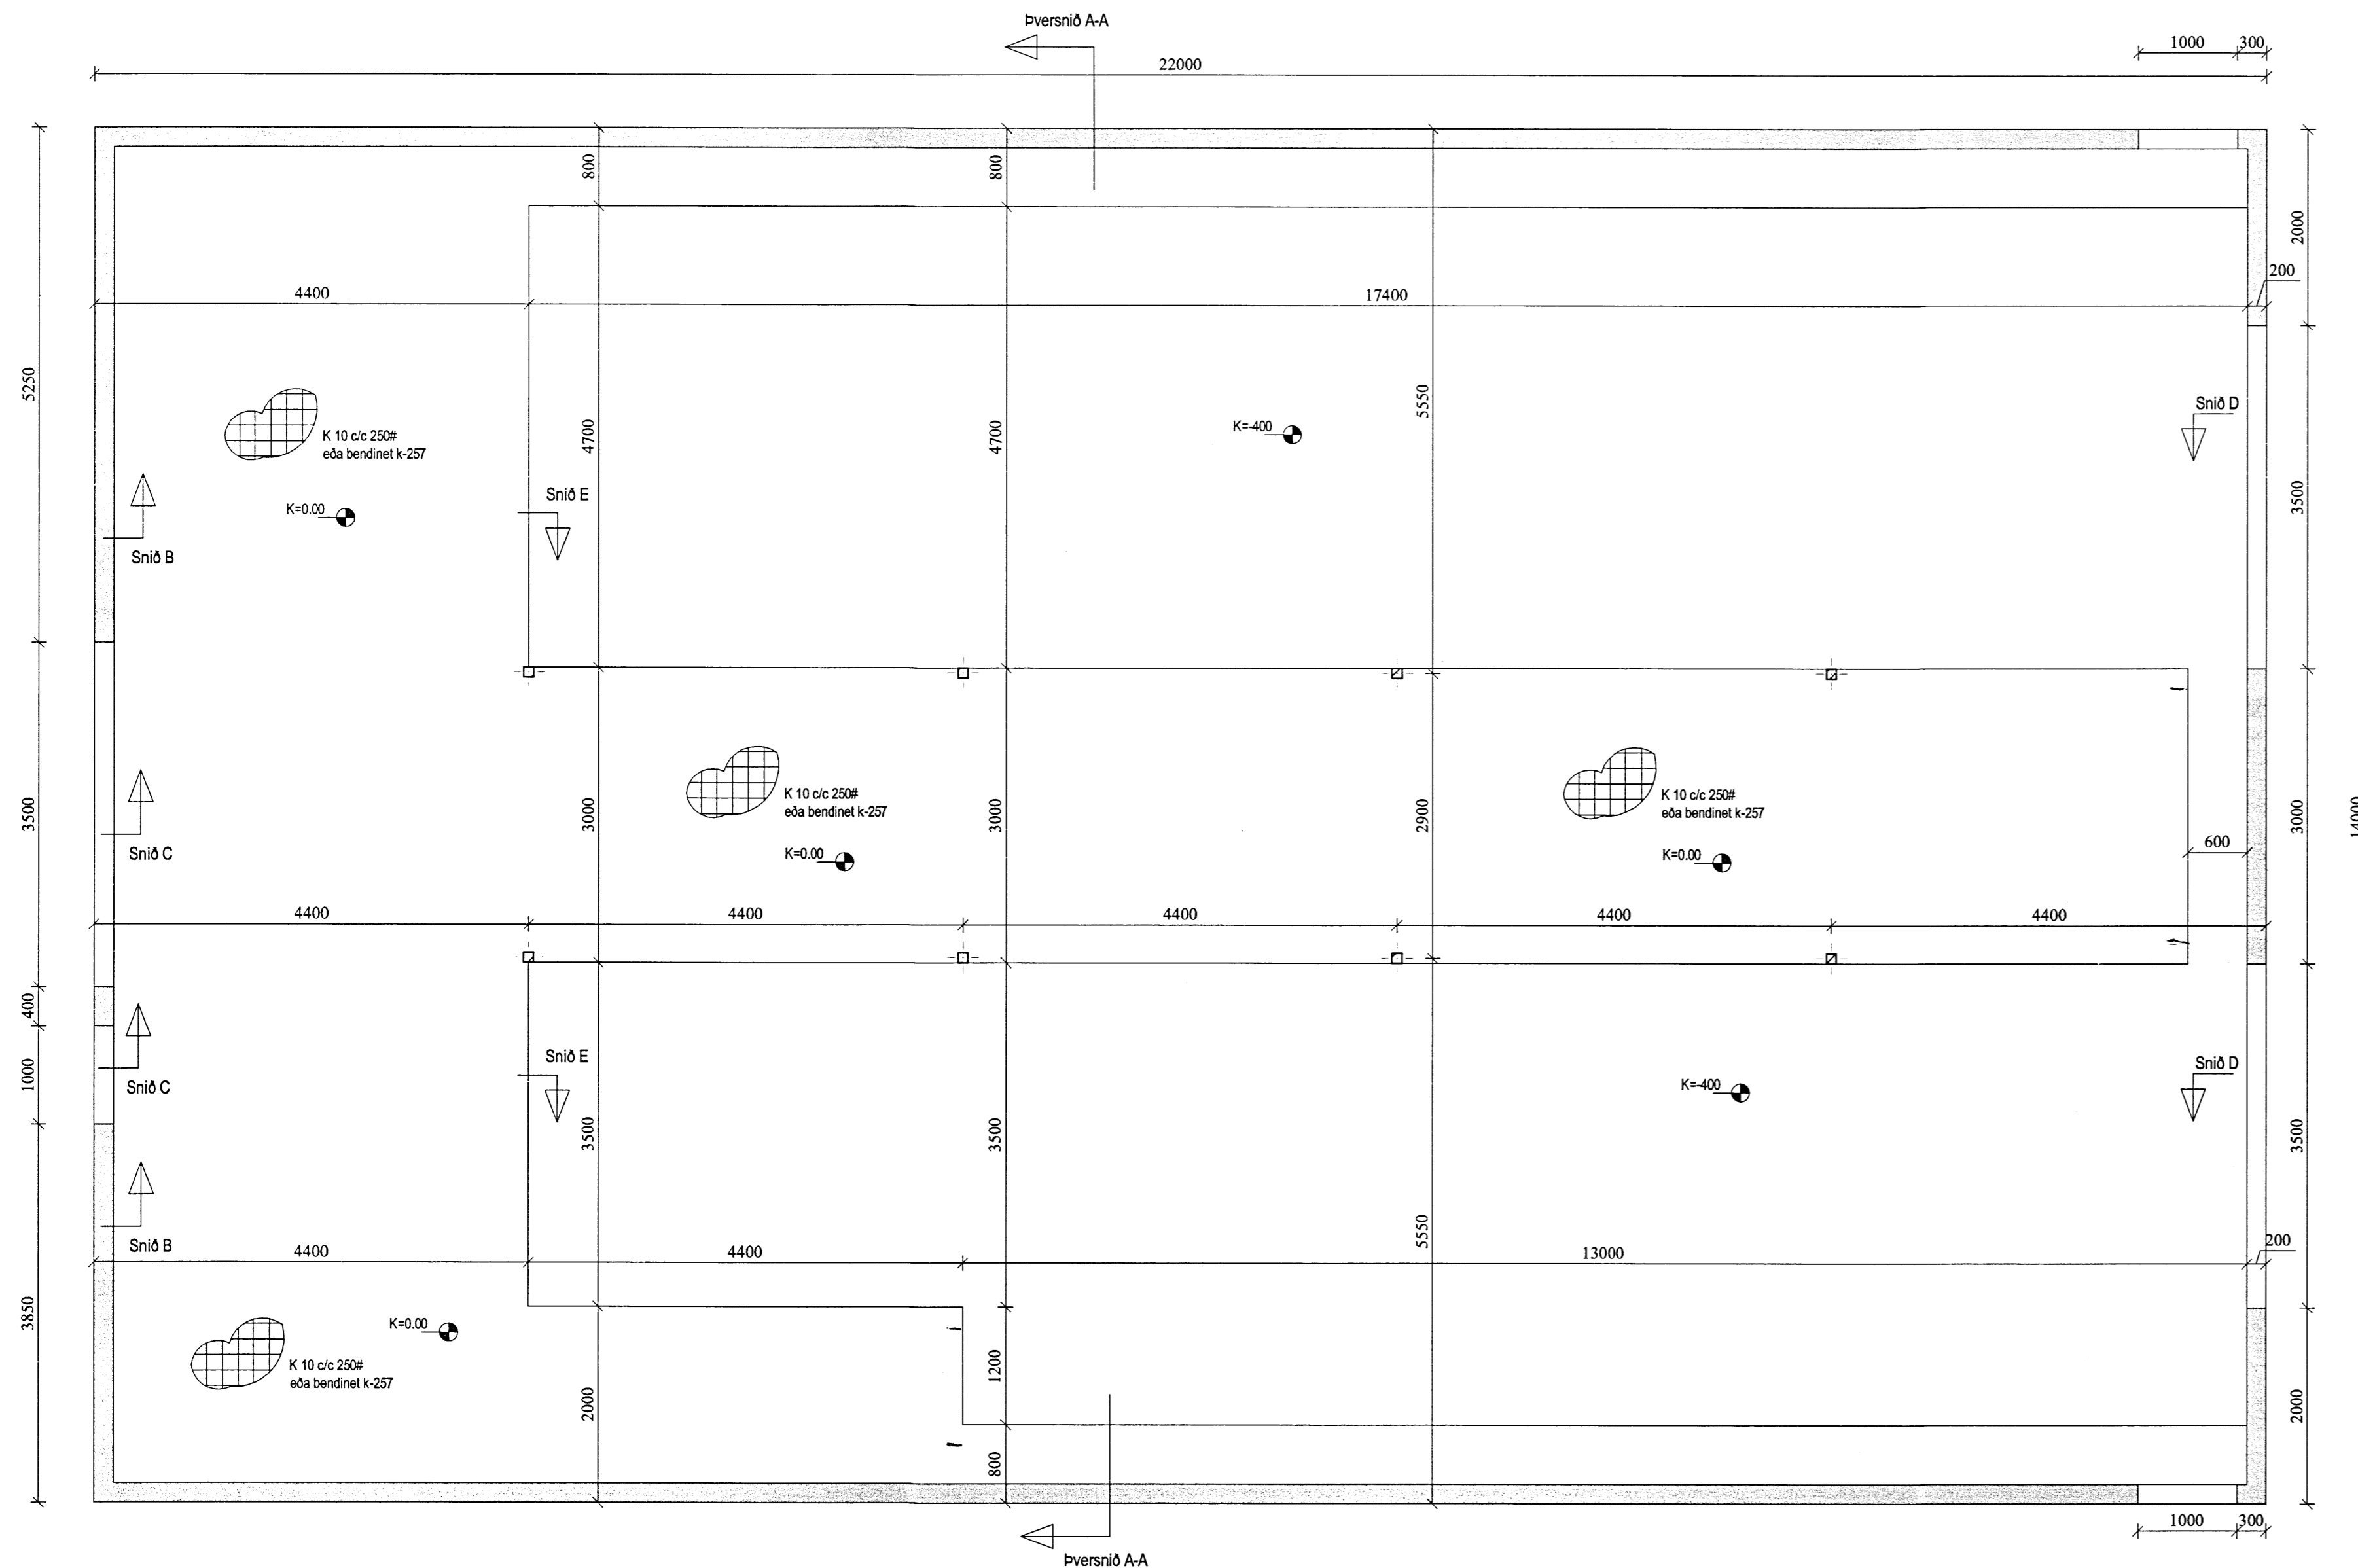 Þversnið A-A
1000 300
22000
800 800
2000
200
4400 17400
5250
5550
Snið D
K 10 c/c 250#
eða bendinet k-257
4700 4700
K=-400
Snið E
3500
K=0.00
Snið B
K 10 c/c 250#
eða bendinet k-257
K 10 c/c 250#
eða bendinet k-257
3500
3000 3000 2900 3000 14000
600
Snið C
K=0.00 K=0.00
4400 4400 4400 4400 4400
400
Snið E
Snið D
1000
Snið C
K=-400
3500 3500 3500
Snið B
5550
200
4400 4400 13000
3850
K=0.00
K 10 c/c 250#
eða bendinet k-257
1200
2000 2000
800
1000 300
Þversnið A-A